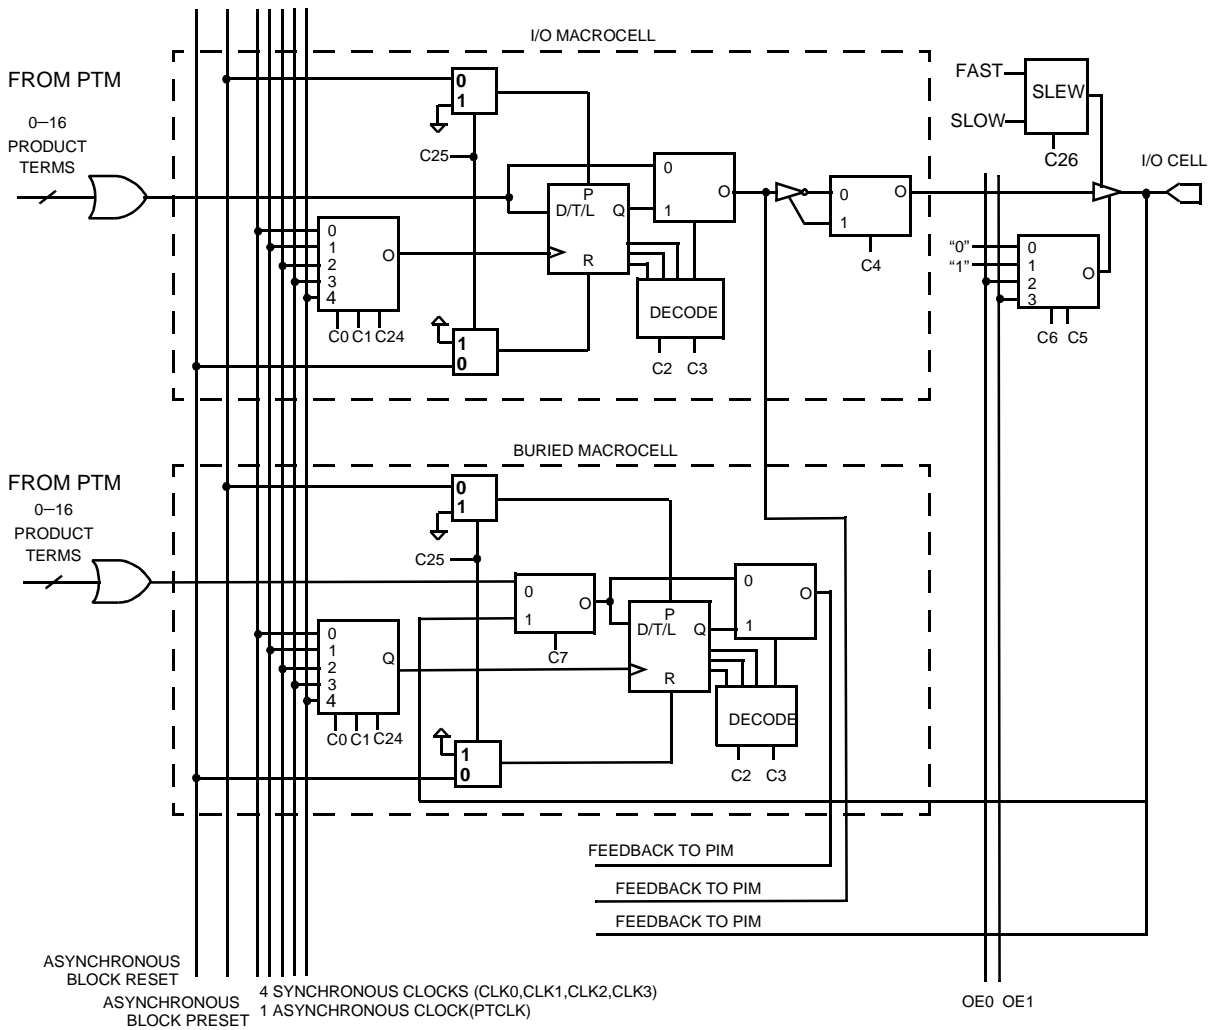 I/O MACROCELL
FROM PTM
0–16
PRODUCT
TERMS
0
1
C25
FAST
SLOW
SLEW
C26
I/O CELL
0
1
O
P
D/T/L
Q
R
0
1
O
C4
0
1
2
3
4
O
C0 C1 C24
DECODE
C2 C3
1
0
"0"
"1"
0
1
2
3
O
C6 C5
BURIED MACROCELL
FROM PTM
0–16
PRODUCT
TERMS
0
1
C25
0
1
O
C7
0
1
O
P
D/T/L
Q
R
0
1
2
3
4
Q
C0 C1 C24
DECODE
C2 C3
1
0
FEEDBACK TO PIM
FEEDBACK TO PIM
FEEDBACK TO PIM
ASYNCHRONOUS
BLOCK RESET
ASYNCHRONOUS
BLOCK PRESET
4 SYNCHRONOUS CLOCKS (CLK0,CLK1,CLK2,CLK3)
1 ASYNCHRONOUS CLOCK(PTCLK)
OE0 OE1